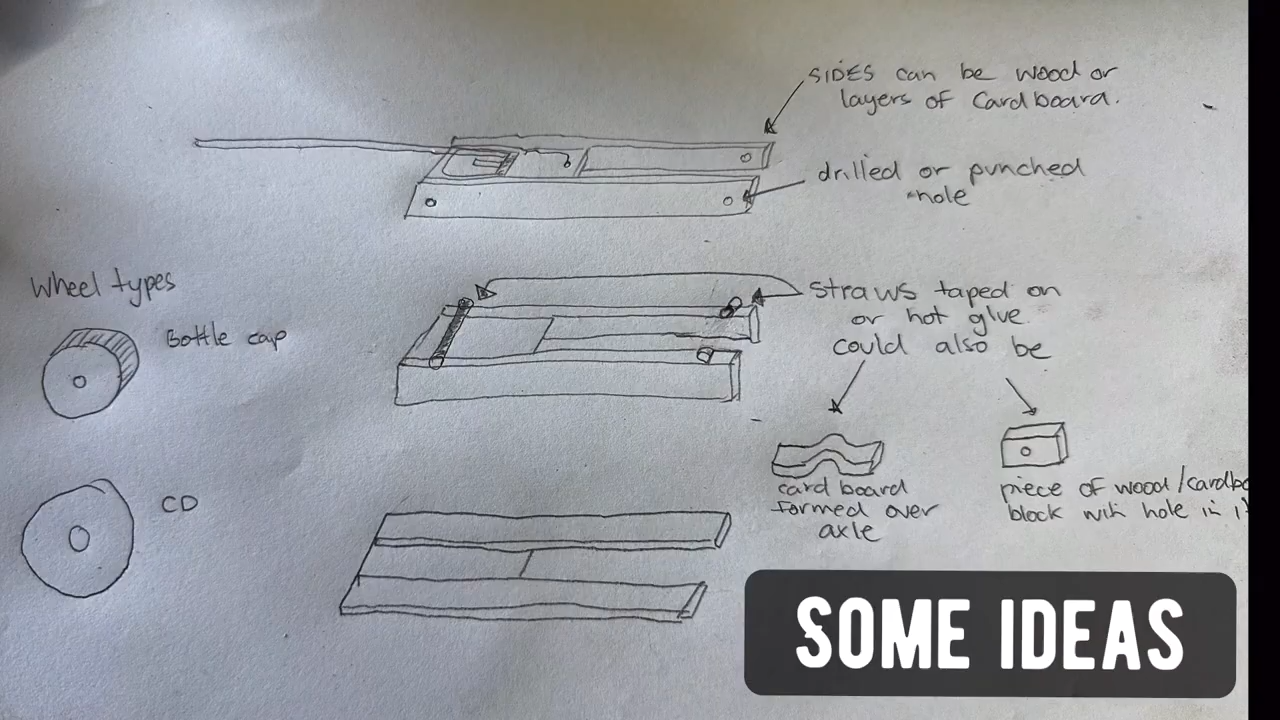 SIDES can be wood or
layers of Cardboard.
drilled or punched
hole
Wheel types
Bottle cap
CD
Straws taped on
or hot glue
could also be
card board
formed over
axle
piece of wood/cardbo
block with hole in it
SOME IDEAS